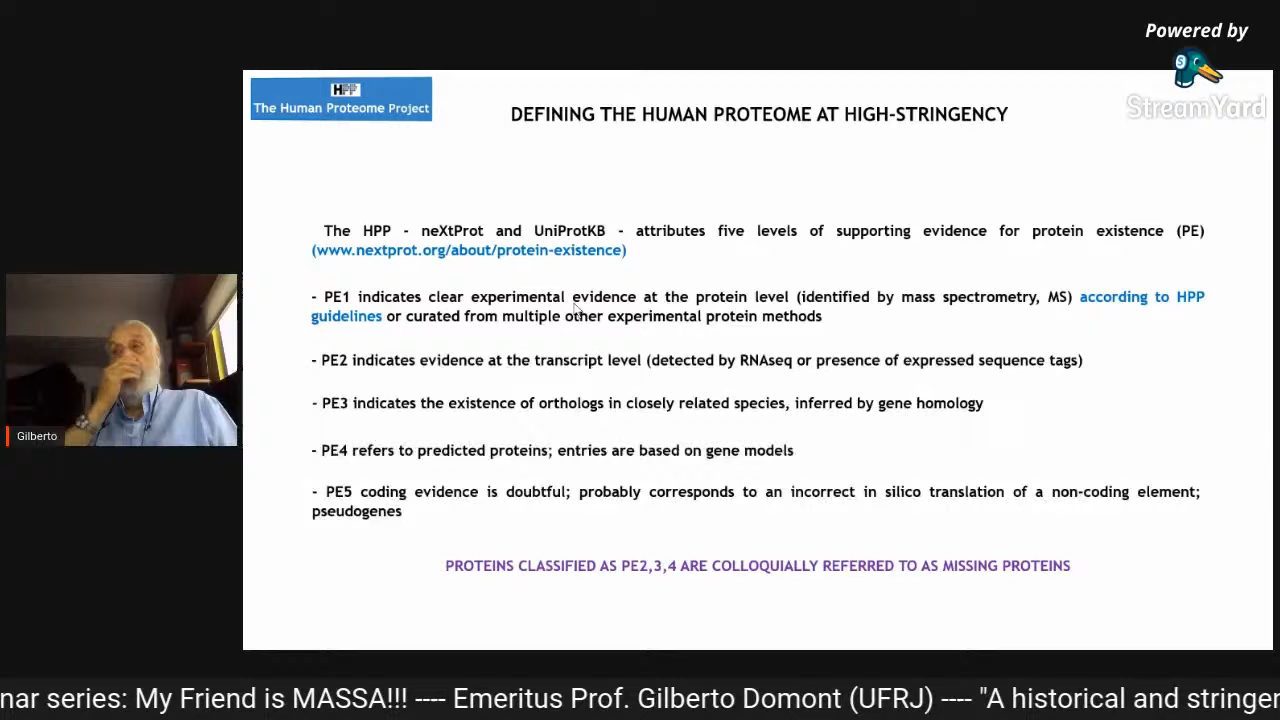 Powered by
StreamYard
HPP
The Human Proteome Project
DEFINING THE HUMAN PROTEOME AT HIGH-STRINGENCY
The HPP - neXtProt and UniProtKB - attributes five levels of supporting evidence for protein existence (PE)
(www.nextprot.org/about/protein-existence)
- PE1 indicates clear experimental evidence at the protein level (identified by mass spectrometry, MS) according to HPP
guidelines or curated from multiple other experimental protein methods
- PE2 indicates evidence at the transcript level (detected by RNAseq or presence of expressed sequence tags)
- PE3 indicates the existence of orthologs in closely related species, inferred by gene homology
- PE4 refers to predicted proteins; entries are based on gene models
- PE5 coding evidence is doubtful; probably corresponds to an incorrect in silico translation of a non-coding element;
pseudogenes
PROTEINS CLASSIFIED AS PE2,3,4 ARE COLLOQUIALLY REFERRED TO AS MISSING PROTEINS
Gilberto
nar series: My Friend is MASSA!!! ---- Emeritus Prof. Gilberto Domont (UFRJ) ---- "A historical and stringer